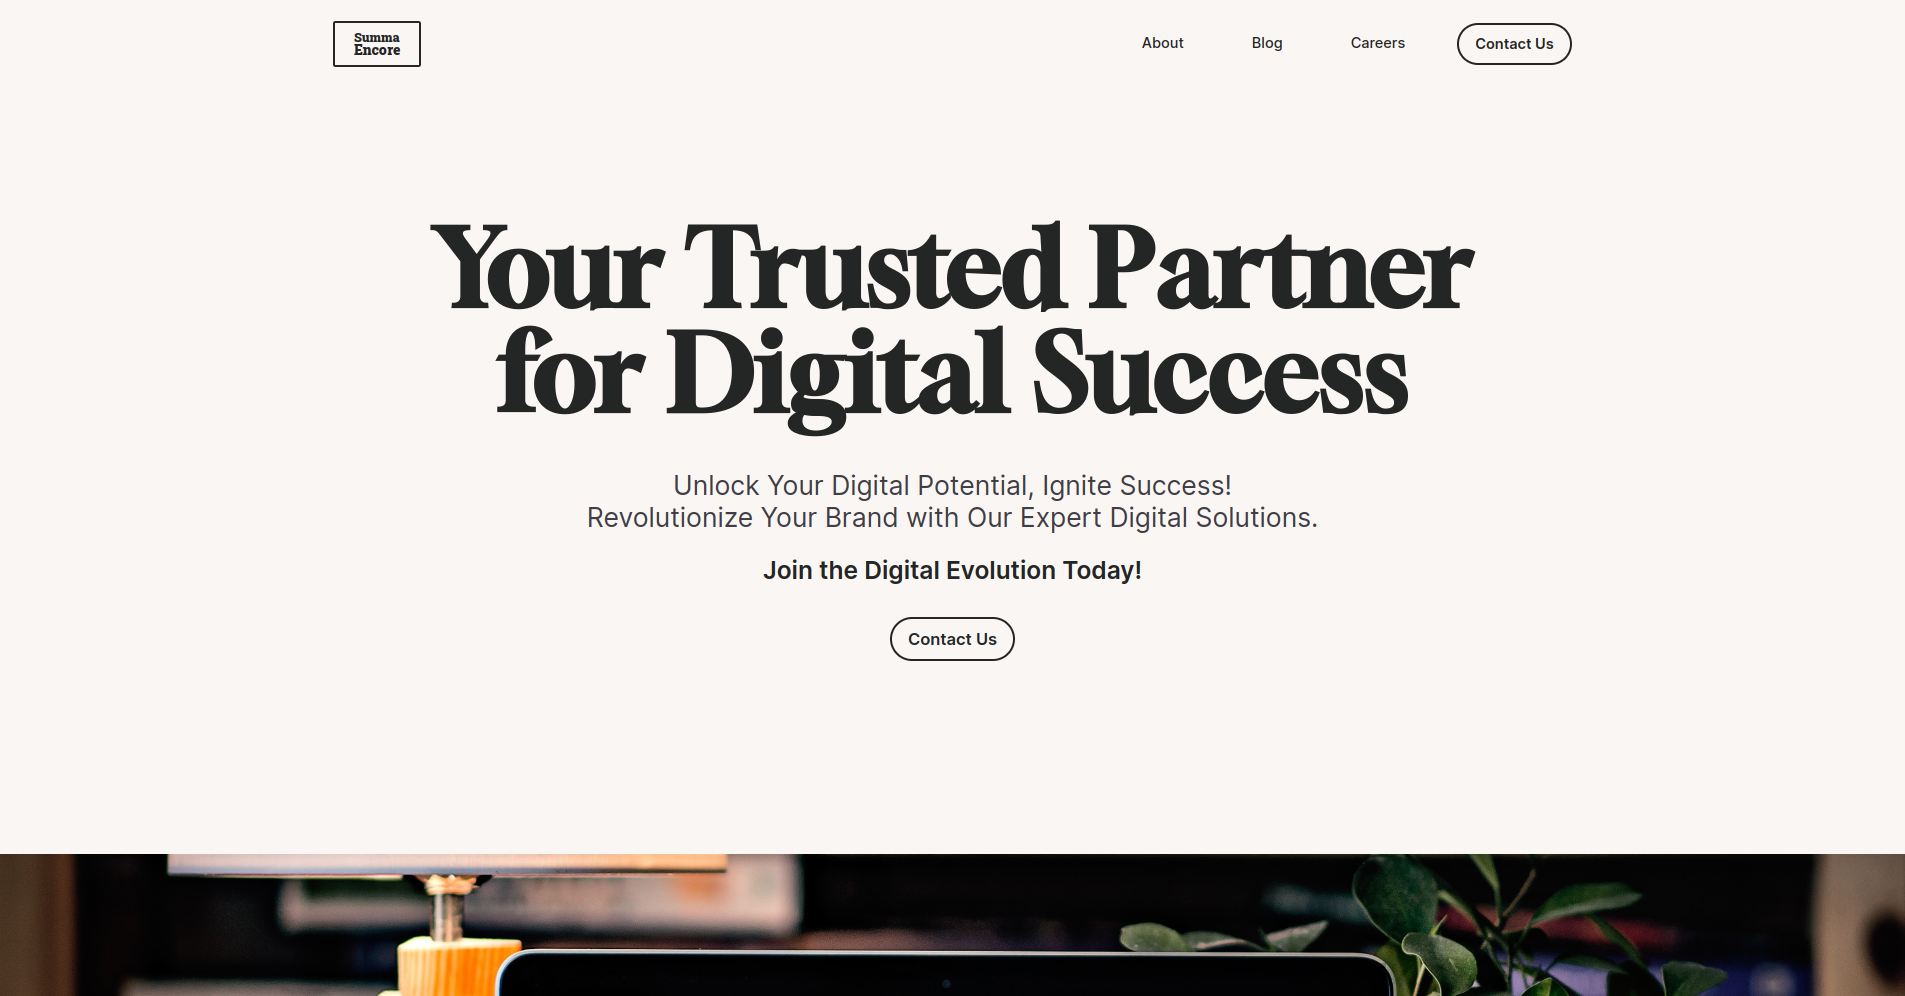 Summa
Encore
About
Blog
Careers
Contact Us
Your Trusted Partner
for Digital Success
Unlock Your Digital Potential, Ignite Success!
Revolutionize Your Brand with Our Expert Digital Solutions.
Join the Digital Evolution Today!
Contact Us